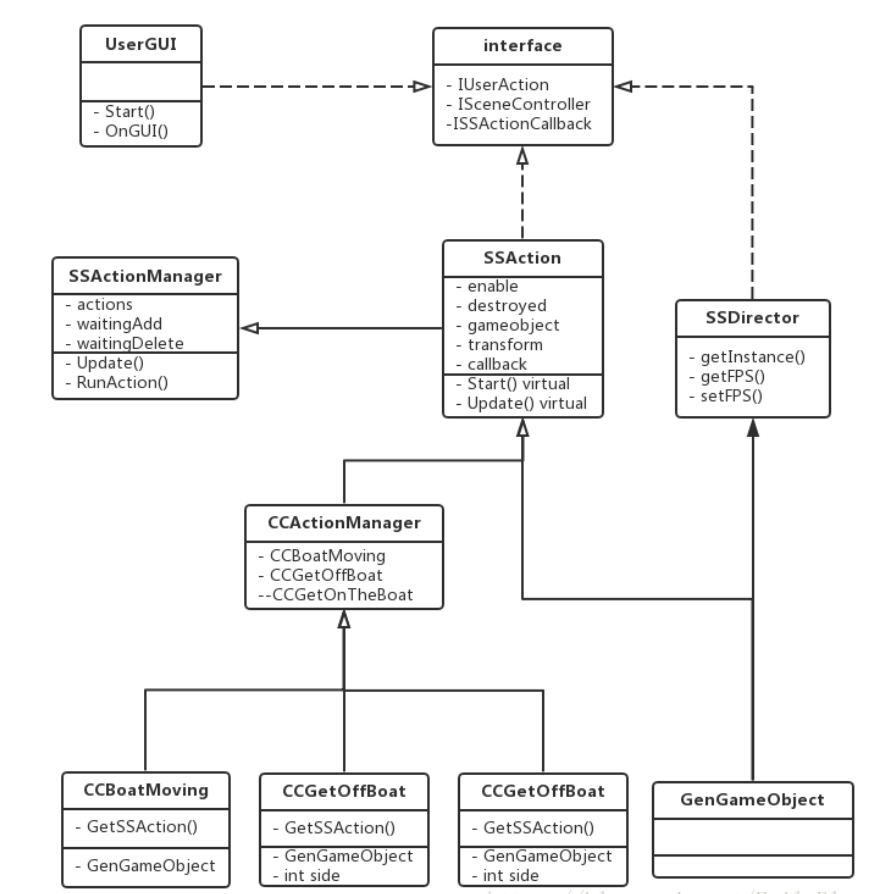 UserGUI
- Start()
- OnGUI()
interface
- IUserAction
- ISceneController
-ISSActionCallback
SSActionManager
- actions
- waitingAdd
- waitingDelete
- Update()
- RunAction()
SSAction
- enable
- destroyed
- gameobject
- transform
- callback
- Start() virtual
- Update() virtual
SSDirector
- getInstance()
- getFPS()
- setFPS()
CCActionManager
- CCBoatMoving
- CCGetOffBoat
--CCGetOnTheBoat
CCBoatMoving
- GetSSAction()
- GenGameObject
CCGetOffBoat
- GetSSAction()
- GenGameObject
- int side
CCGetOffBoat
- GetSSAction()
- GenGameObject
- int side
GenGameObject